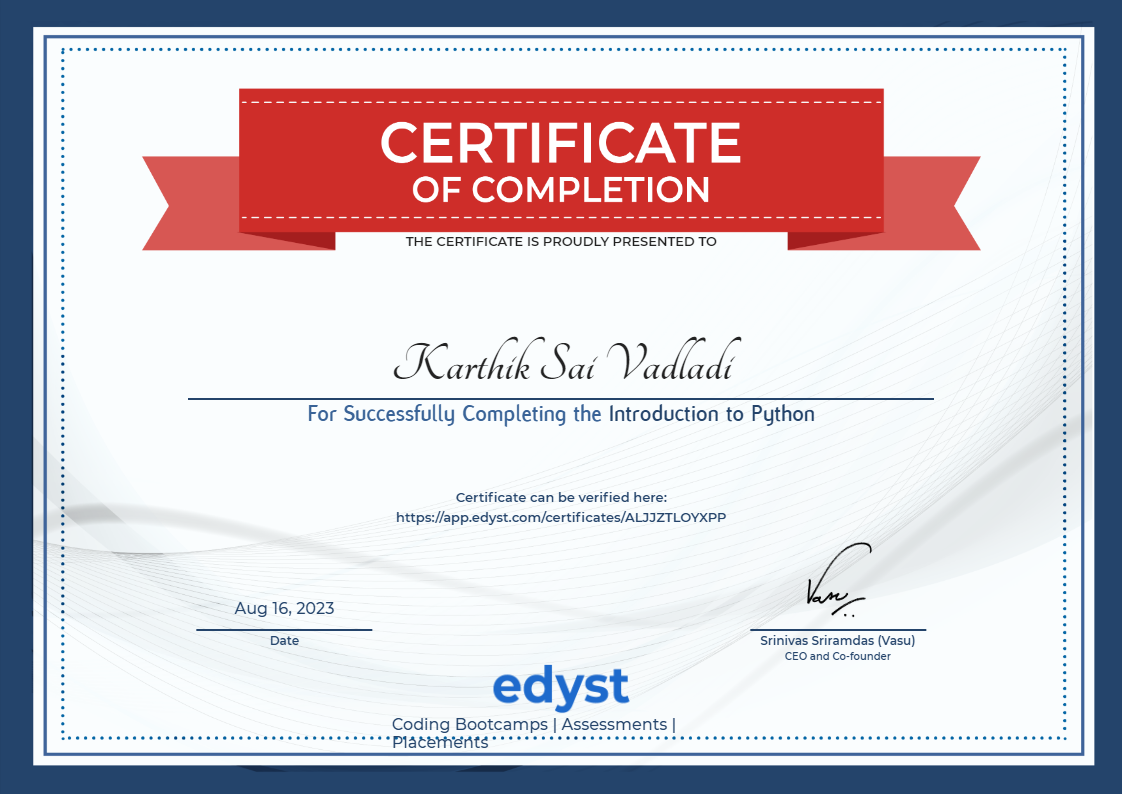 CERTIFICATE
OF COMPLETION
THE CERTIFICATE IS PROUDLY PRESENTED TO
Karthik Sai Vadladi
For Successfully Completing the Introduction to Python
Certificate can be verified here:
https://app.edyst.com/certificates/ALJJZTLOYXPP
Aug 16, 2023
Date
Vasu
Srinivas Sriramdas (Vasu)
CEO and Co-founder
edyst
Coding Bootcamps | Assessments |
Placements